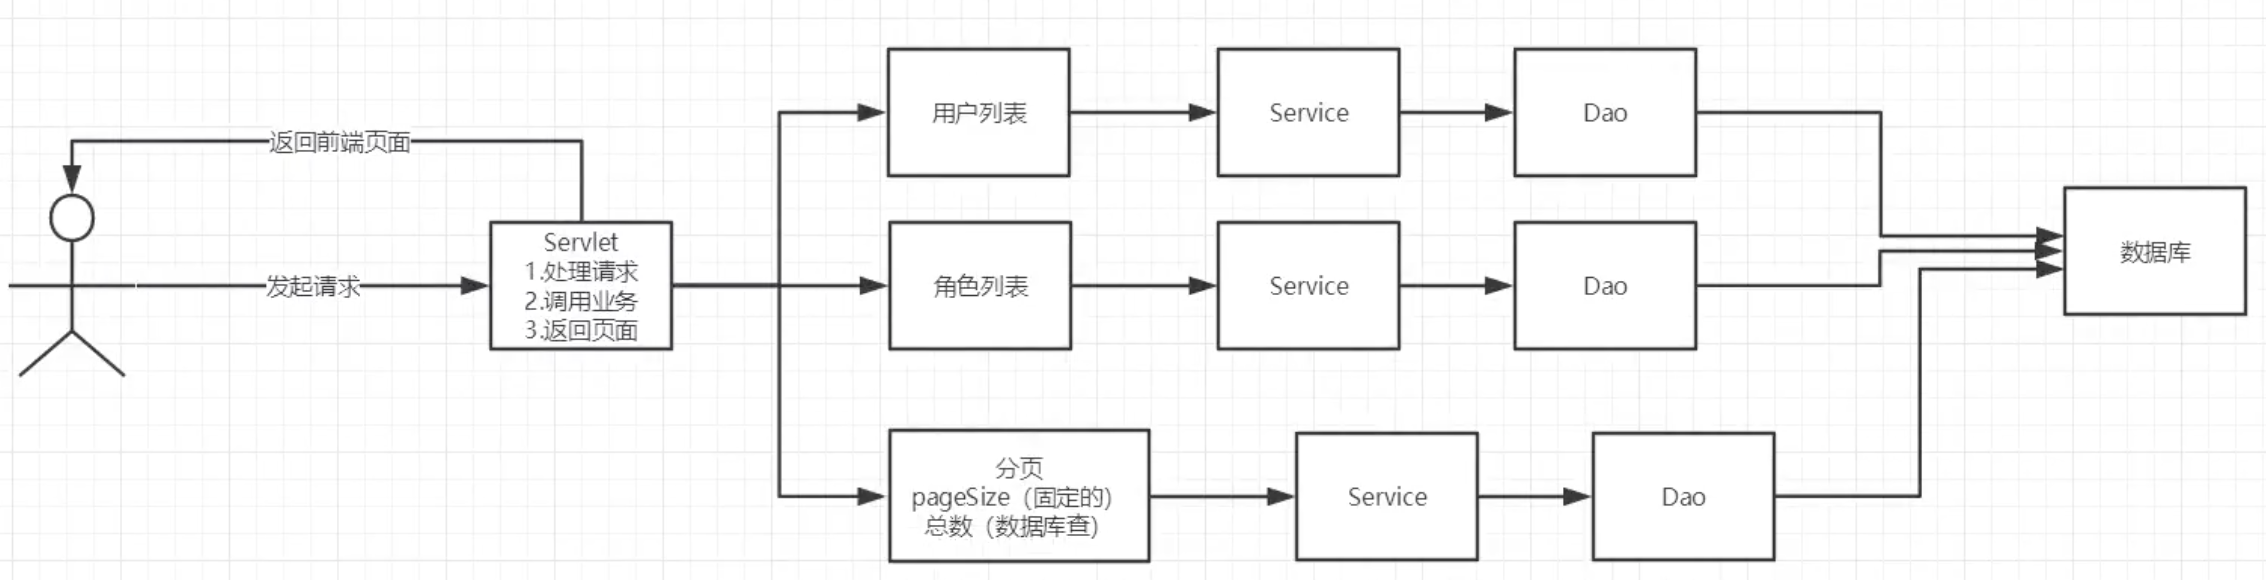 返回前端页面
发起请求
Servlet
1.处理请求
2.调用业务
3.返回页面
用户列表
Service
Dao
角色列表
Service
Dao
分页
pageSize（固定的）
总数（数据库查）
Service
Dao
数据库